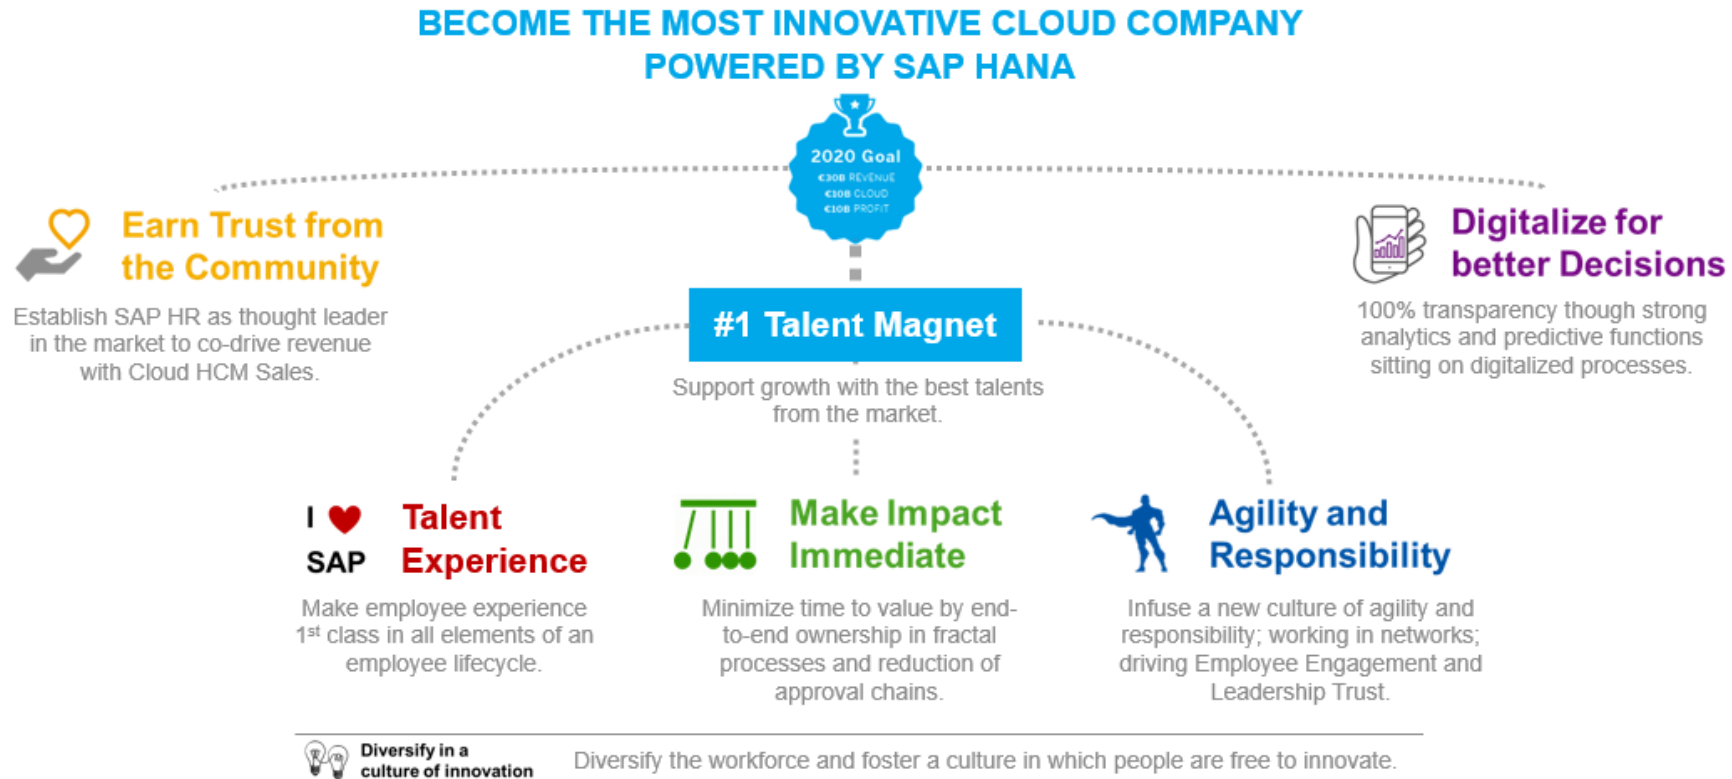 BECOME THE MOST INNOVATIVE CLOUD COMPANY
POWERED BY SAP HANA
2020 Goal
€30B REVENUE
€10B CLOUD
€10B PROFIT
Earn Trust from
the Community
Establish SAP HR as thought leader
in the market to co-drive revenue
with Cloud HCM Sales.
#1 Talent Magnet
Support growth with the best talents
from the market.
Digitalize for
better Decisions
100% transparency though strong
analytics and predictive functions
sitting on digitalized processes.
I
SAP
Talent
Experience
Make employee experience
1st class in all elements of an
employee lifecycle.
Make Impact
Immediate
Minimize time to value by end-
to-end ownership in fractal
processes and reduction of
approval chains.
Agility and
Responsibility
Infuse a new culture of agility and
responsibility; working in networks;
driving Employee Engagement and
Leadership Trust.
Diversify in a
culture of innovation
Diversify the workforce and foster a culture in which people are free to innovate.